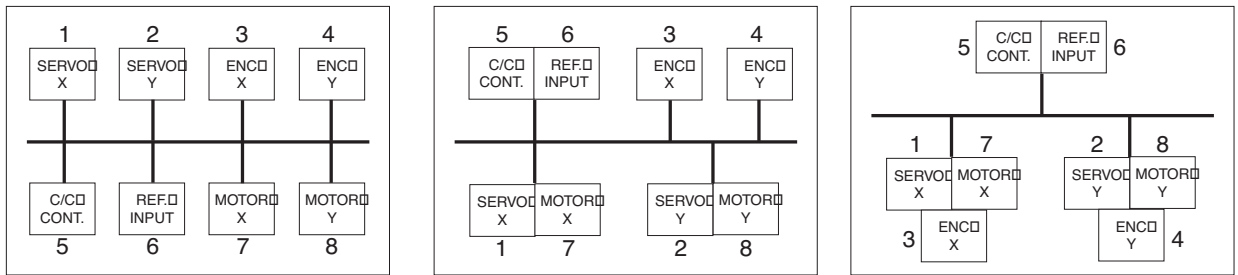 1 2 3 4
SERVO□ SERVO□ ENC□ ENC□
X Y X Y
C/C□ REF.□ MOTOR□ MOTOR□
CONT. INPUT X Y
5 6 7 8
5 6 3 4
C/C□ REF.□ ENC□ ENC□
CONT. INPUT X Y
SERVO□ MOTOR□ SERVO□ MOTOR□
X X Y Y
1 7 2 8
5 C/C□ REF.□ 6
CONT. INPUT
1 7 2 8
SERVO□ MOTOR□ SERVO□ MOTOR□
X X Y Y
3 ENC□ ENC□ 4
X Y